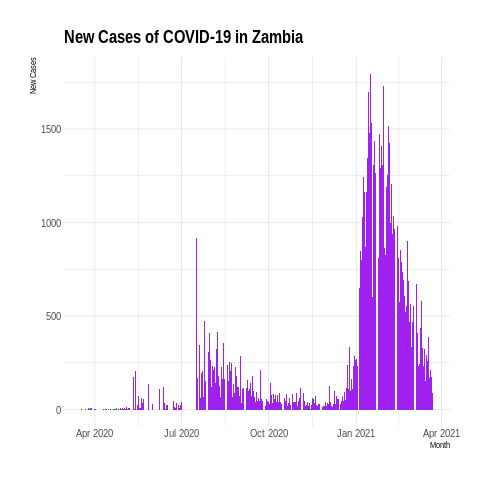 New Cases of COVID-19 in Zambia
New Cases
1500
1000
500
0
Apr 2020
Jul 2020
Oct 2020
Jan 2021
Apr 2021
Month